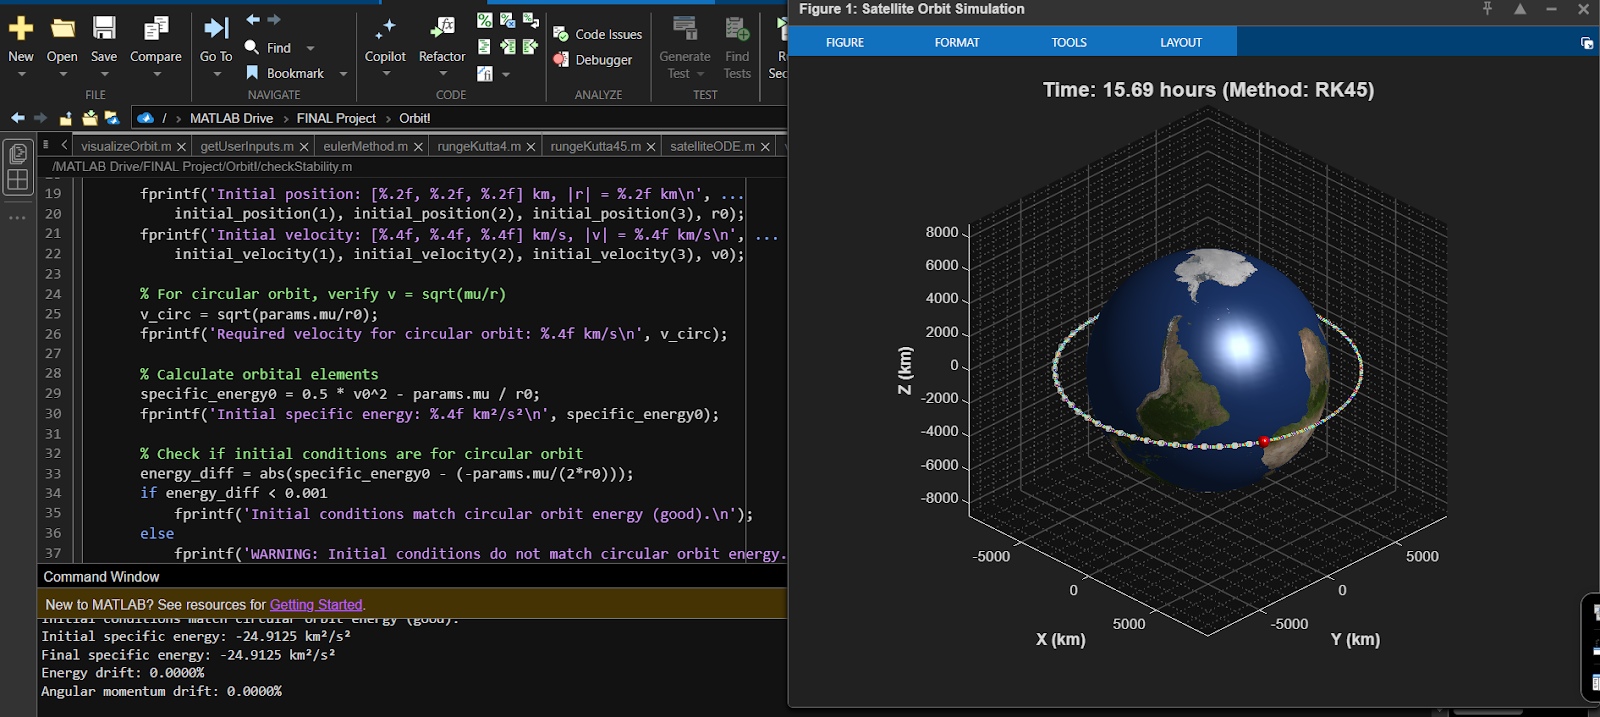 Figure 1: Satellite Orbit Simulation
New
Open
Save
Compare
Go To
Find
Bookmark
Copilot
Refactor
Code Issues
Debugger
Generate
Test
Find
Tests
FILE
NAVIGATE
CODE
ANALYZE
TEST
FIGURE
FORMAT
TOOLS
LAYOUT
/ › MATLAB Drive › FINAL Project › Orbit!
visualizeOrbit.m
getUserInputs.m
eulerMethod.m
rungeKutta4.m
rungeKutta45.m
satelliteODE.m
/MATLAB Drive/FINAL Project/Orbit!/checkStability.m
19 fprintf('Initial position: [%.2f, %.2f, %.2f] km, |r| = %.2f km\n', ...
20 initial_position(1), initial_position(2), initial_position(3), r0);
21 fprintf('Initial velocity: [%.4f, %.4f, %.4f] km/s, |v| = %.4f km/s\n', ...
22 initial_velocity(1), initial_velocity(2), initial_velocity(3), v0);
23
24 % For circular orbit, verify v = sqrt(mu/r)
25 v_circ = sqrt(params.mu/r0);
26 fprintf('Required velocity for circular orbit: %.4f km/s\n', v_circ);
27
28 % Calculate orbital elements
29 specific_energy0 = 0.5 * v0^2 - params.mu / r0;
30 fprintf('Initial specific energy: %.4f km²/s²\n', specific_energy0);
31
32 % Check if initial conditions are for circular orbit
33 energy_diff = abs(specific_energy0 - (-params.mu/(2*r0)));
34 if energy_diff < 0.001
35 fprintf('Initial conditions match circular orbit energy (good).\n');
36 else
37 fprintf('WARNING: Initial conditions do not match circular orbit energy.
Command Window
New to MATLAB? See resources for Getting Started.
Initial conditions match circular orbit energy (good).
Initial specific energy: -24.9125 km²/s²
Final specific energy: -24.9125 km²/s²
Energy drift: 0.0000%
Angular momentum drift: 0.0000%
Time: 15.69 hours (Method: RK45)
8000
6000
4000
2000
0
-2000
-4000
-6000
-8000
Z (km)
-5000
0
5000
X (km)
5000
0
-5000
Y (km)